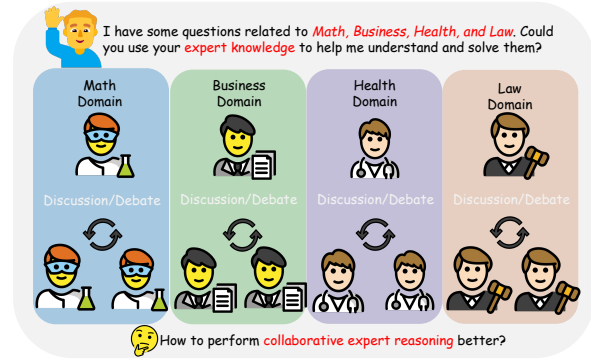 I have some questions related to Math, Business, Health, and Law. Could
you use your expert knowledge to help me understand and solve them?
Math
Domain
Business
Domain
Health
Domain
Law
Domain
Discussion/Debate
Discussion/Debate
Discussion/Debate
Discussion/Debate
How to perform collaborative expert reasoning better?